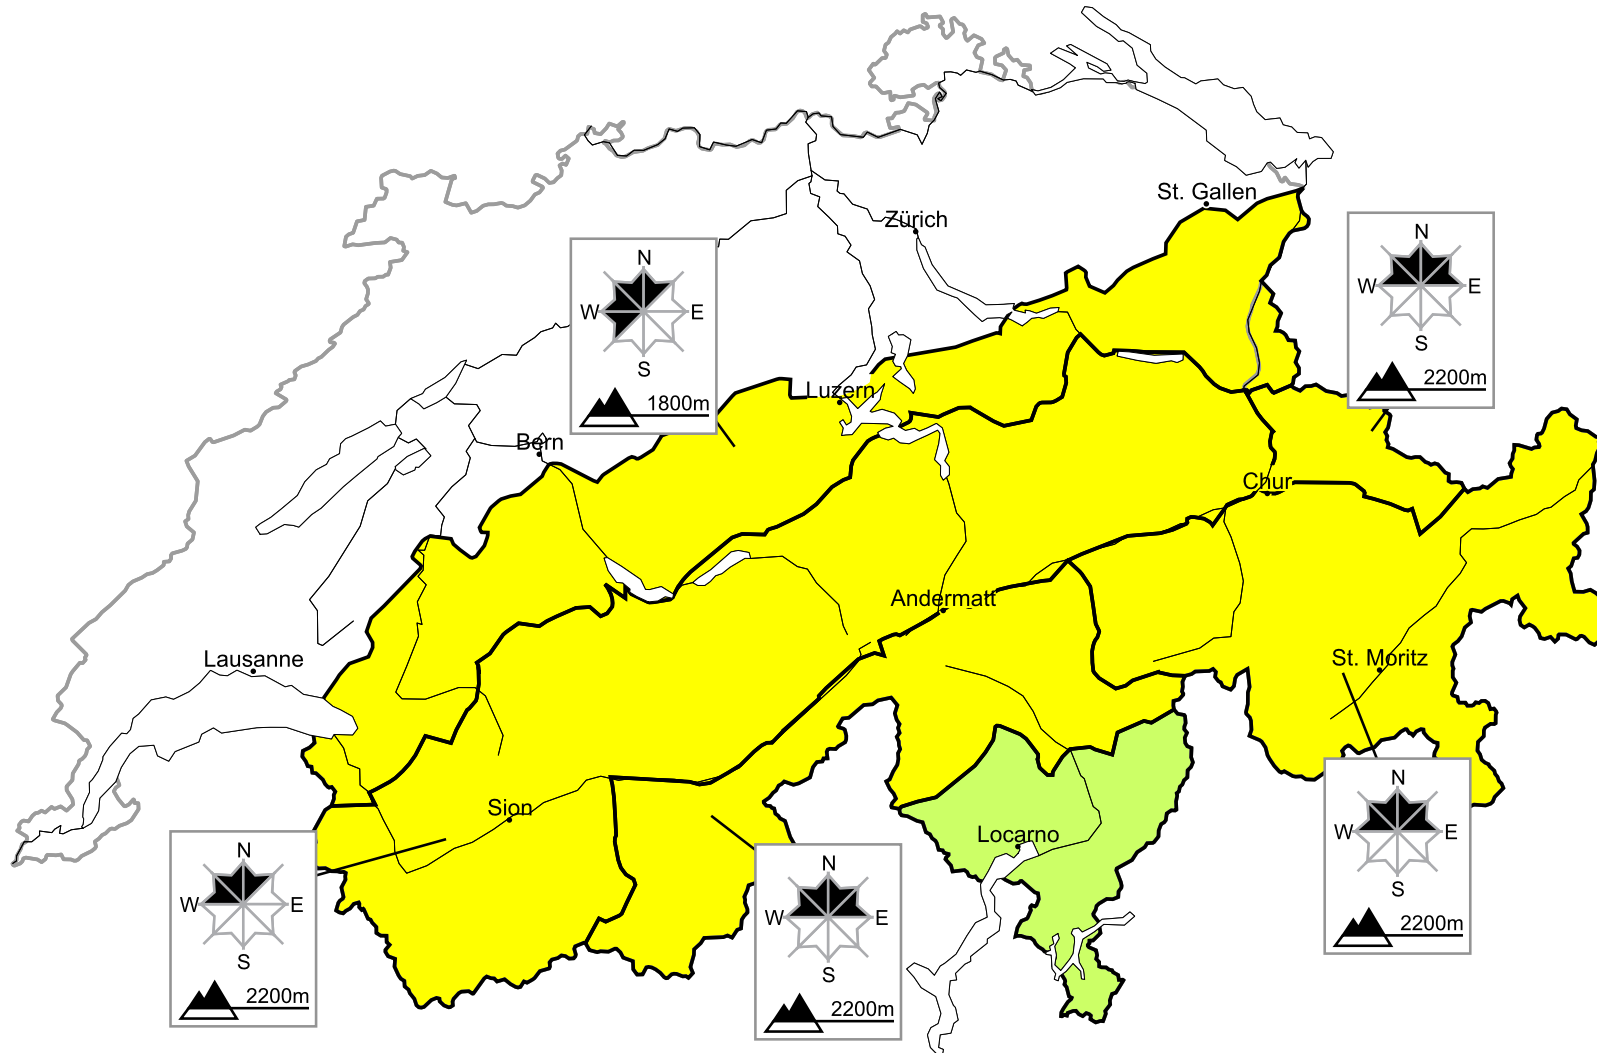 St. Gallen
Zürich
N
W E
S
2200m
N
W E
S
1800m
Luzern
Bern
Chur
Andermatt
Lausanne
St. Moritz
Sion
Locarno
N
W E
S
2200m
N
W E
S
2200m
N
W E
S
2200m